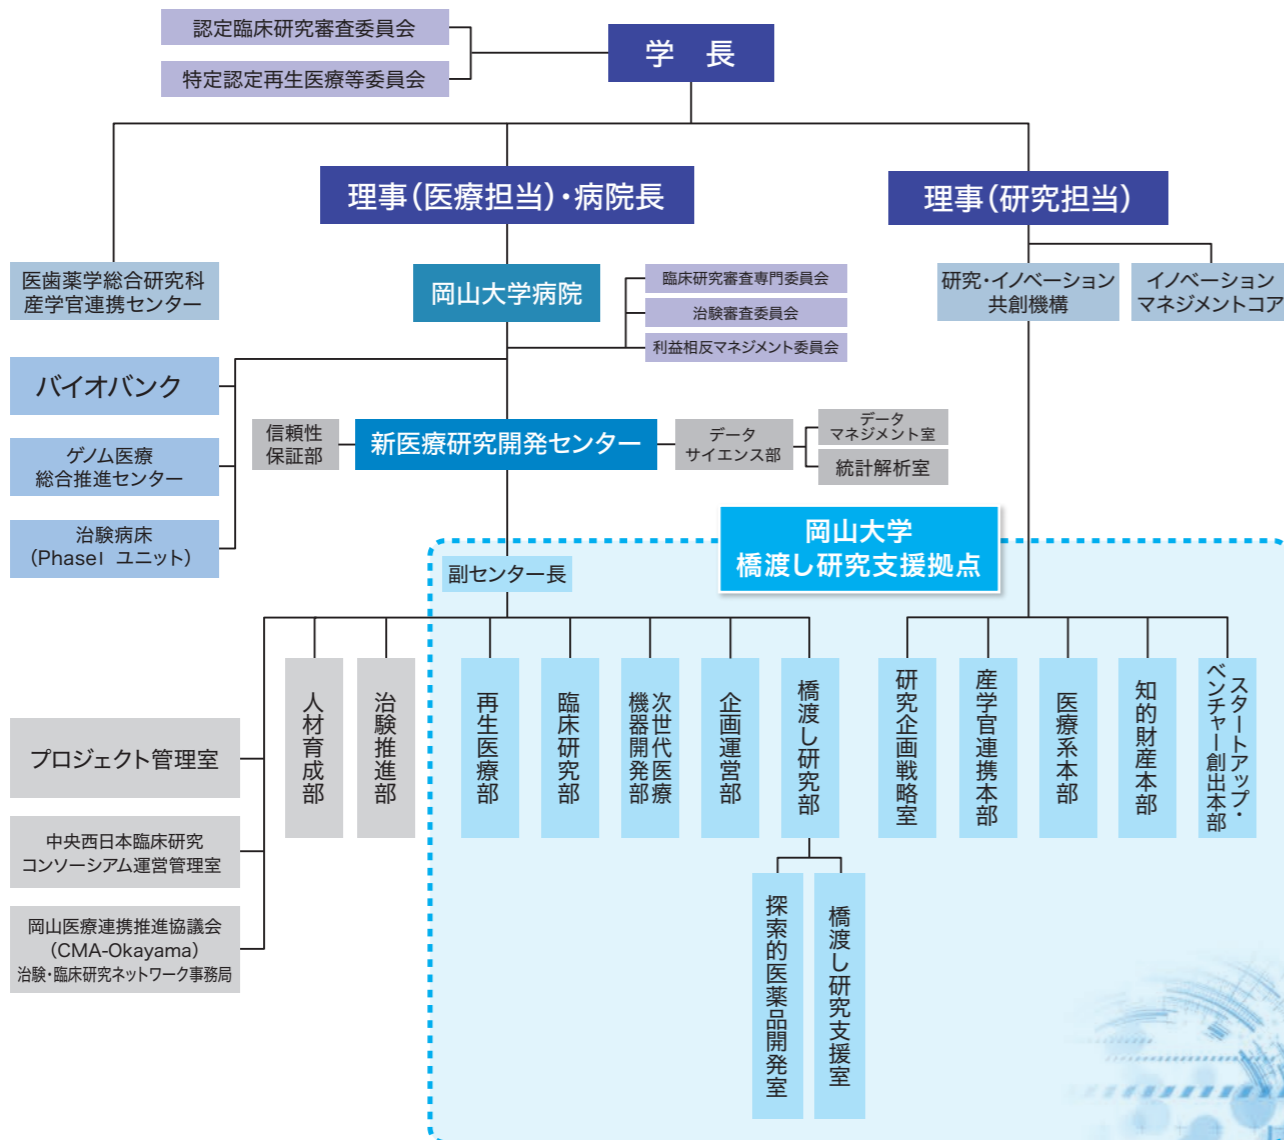 認定臨床研究審査委員会
特定認定再生医療等委員会
学 長
理事(医療担当)・病院長
理事(研究担当)
医歯薬学総合研究科
産学官連携センター
岡山大学病院
臨床研究審査専門委員会
治験審査委員会
利益相反マネジメント委員会
研究・イノベーション
共創機構
イノベーション
マネジメントコア
バイオバンク
ゲノム医療
総合推進センター
治験病床
(PhaseI ユニット)
信頼性
保証部
新医療研究開発センター
データ
サイエンス部
データ
マネジメント室
統計解析室
岡山大学
橋渡し研究支援拠点
副センター長
プロジェクト管理室
中央西日本臨床研究
コンソーシアム運営管理室
岡山医療連携推進協議会
(CMA-Okayama)
治験・臨床研究ネットワーク事務局
人材育成部
治験推進部
再生医療部
臨床研究部
次世代医療
機器開発部
企画運営部
橋渡し研究部
探索的医薬品開発室
橋渡し研究支援室
研究企画戦略室
産学官連携本部
医療系本部
知的財産本部
スタートアップ・
ベンチャー創出本部